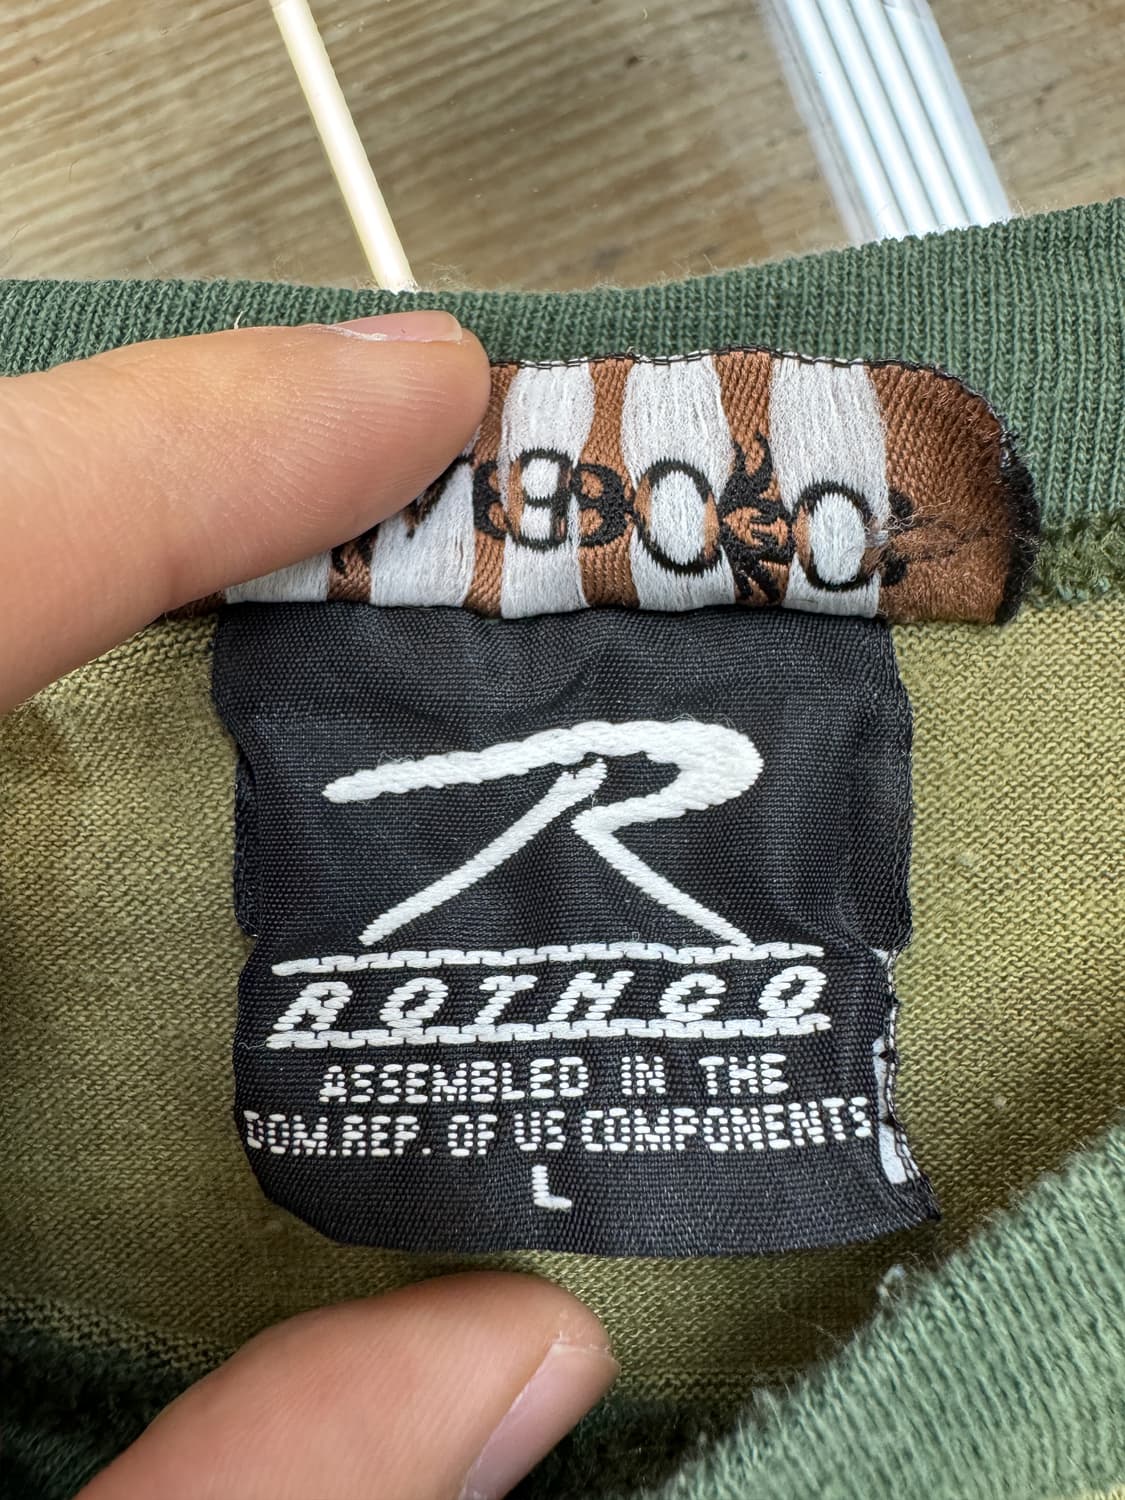 R
ROTHCO
ASSEMBLED IN THE
DOM.REP. OF US COMPONENTS
L